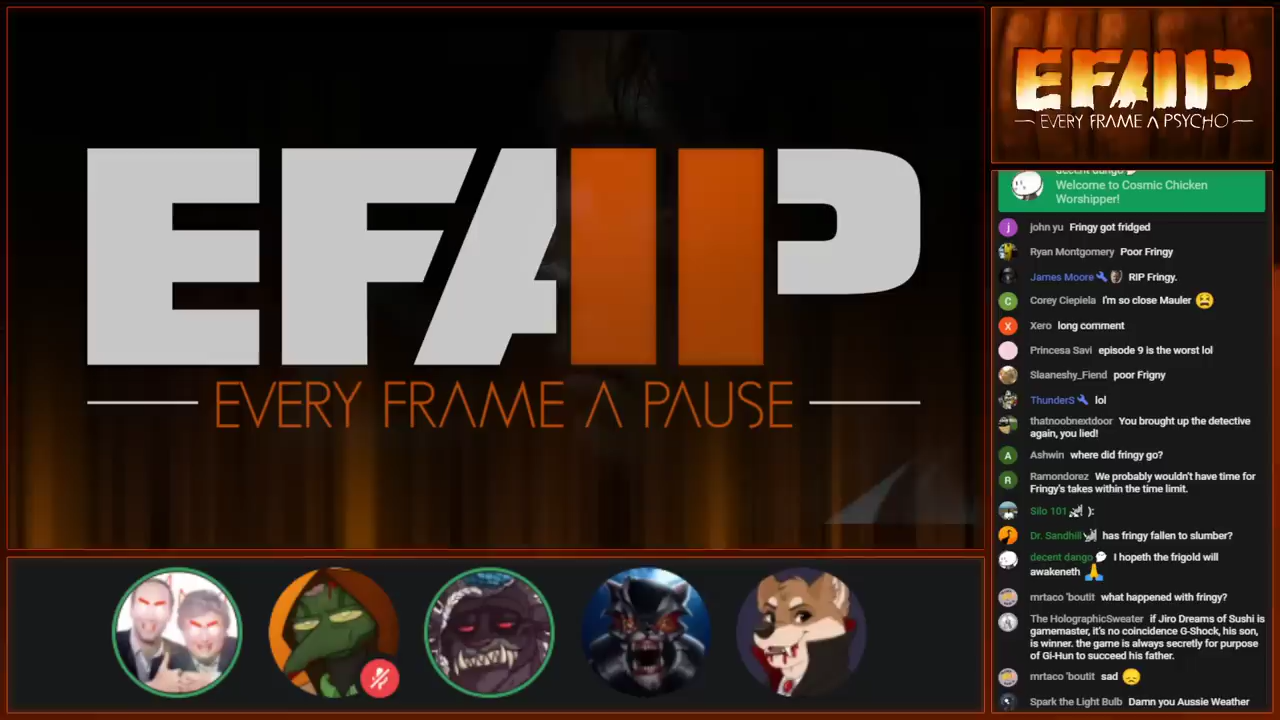 EFAP
EVERY FRAME A PAUSE
EFAP
EVERY FRAME A PSYCHO
decent dango
Welcome to Cosmic Chicken
Worshipper!
john yu Fringy got fridged
Ryan Montgomery Poor Fringy
James Moore RIP Fringy.
Corey Ciepiela I'm so close Mauler 😫
Xero long comment
Princesa Savi episode 9 is the worst lol
Slaaneshy_Fiend poor Frigny
ThunderS lol
thatnoobnextdoor You brought up the detective
again, you lied!
Ashwin where did fringy go?
Ramondorez We probably wouldn't have time for
Fringy's takes within the time limit.
Silo 101 ):
Dr. Sandhill has fringy fallen to slumber?
decent dango I hopeth the frigold will
awakeneth 🙏
mrtaco 'boutit what happened with fringy?
The HolographicSweater if Jiro Dreams of Sushi is
gamemaster, it's no coincidence G-Shock, his son,
is winner. the game is always secretly for purpose
of Gi-Hun to succeed his father.
mrtaco 'boutit sad 😞
Spark the Light Bulb Damn you Aussie Weather